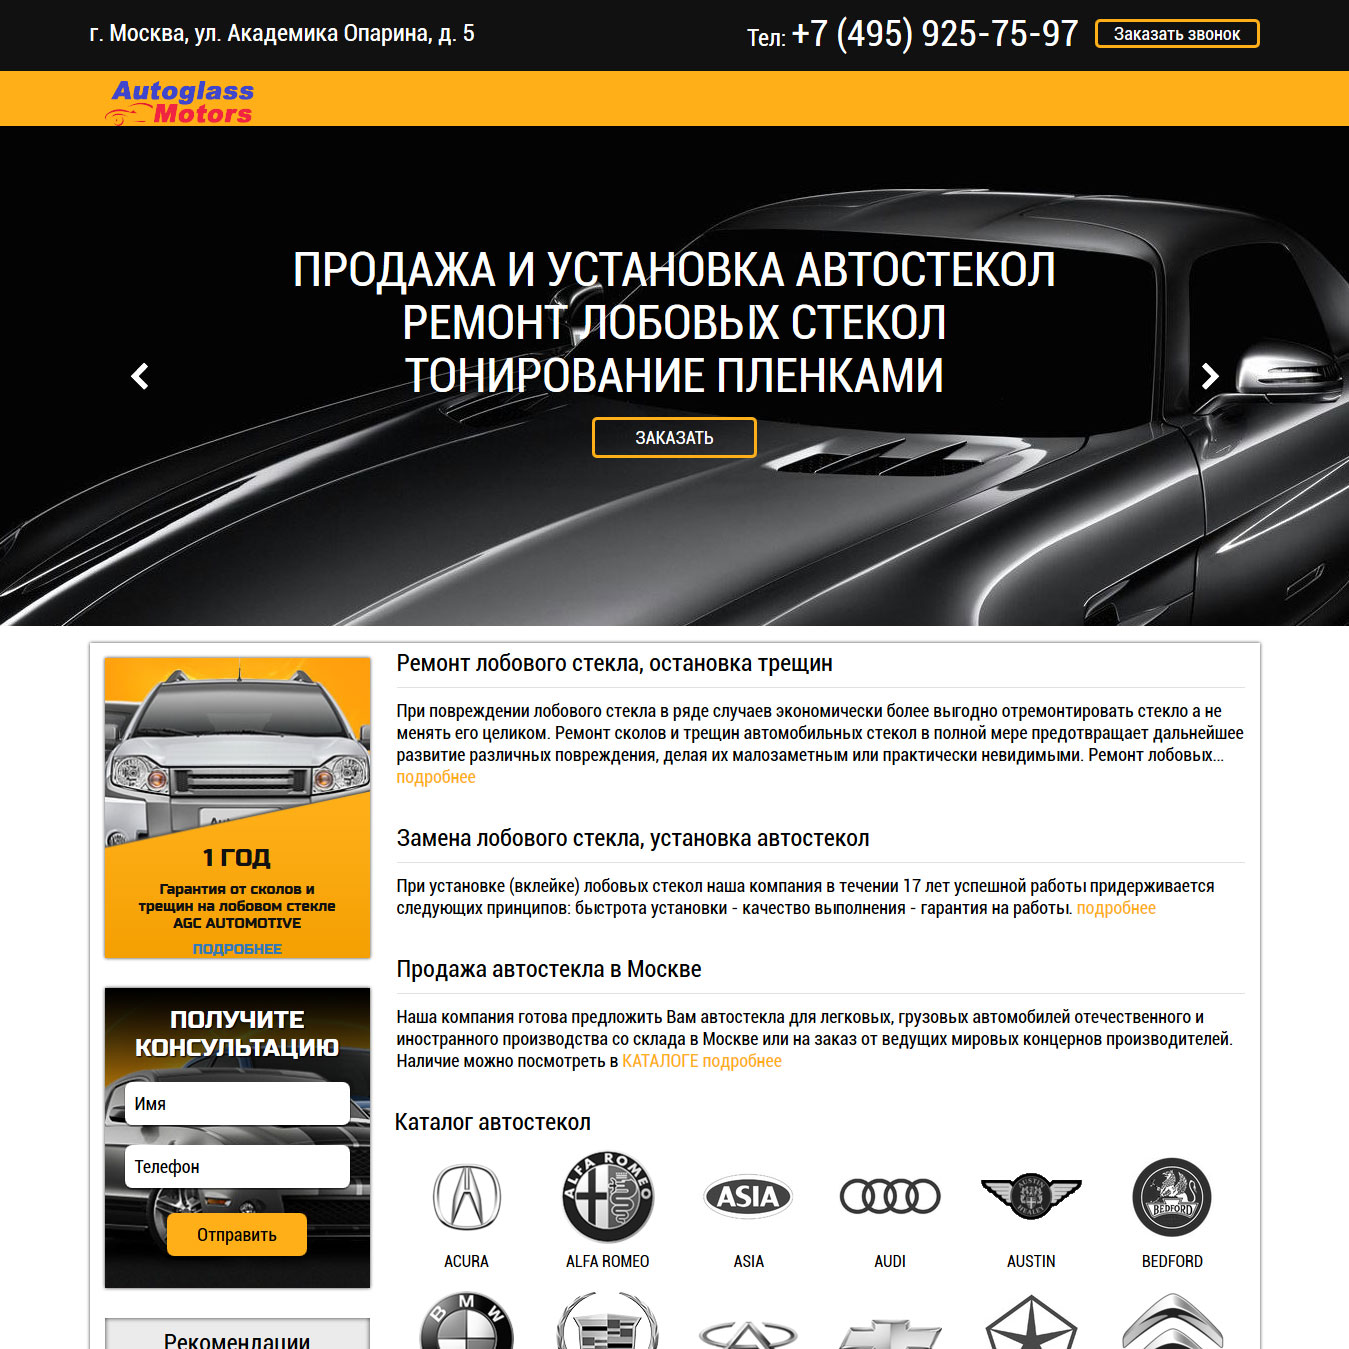 г. Москва, ул. Академика Опарина, д. 5
Тел: +7 (495) 925-75-97
Заказать звонок
Autoglass
Motors
ПРОДАЖА И УСТАНОВКА АВТОСТЕКОЛ
РЕМОНТ ЛОБОВЫХ СТЕКОЛ
ТОНИРОВАНИЕ ПЛЕНКАМИ
ЗАКАЗАТЬ
1 ГОД
Гарантия от сколов и
трещин на лобовом стекле
AGC AUTOMOTIVE
ПОДРОБНЕЕ
ПОЛУЧИТЕ
КОНСУЛЬТАЦИЮ
Имя
Телефон
Отправить
Рекомендации
Ремонт лобового стекла, остановка трещин
При повреждении лобового стекла в ряде случаев экономически более выгодно отремонтировать стекло а не
менять его целиком. Ремонт сколов и трещин автомобильных стекол в полной мере предотвращает дальнейшее
развитие различных повреждения, делая их малозаметным или практически невидимыми. Ремонт лобовых...
подробнее
Замена лобового стекла, установка автостекол
При установке (вклейке) лобовых стекол наша компания в течении 17 лет успешной работы придерживается
следующих принципов: быстрота установки - качество выполнения - гарантия на работы. подробнее
Продажа автостекла в Москве
Наша компания готова предложить Вам автостекла для легковых, грузовых автомобилей отечественного и
иностранного производства со склада в Москве или на заказ от ведущих мировых концернов производителей.
Наличие можно посмотреть в КАТАЛОГЕ подробнее
Каталог автостекол
ALFA ROMEO
ASIA
AUSTIN
HEALEY
BEDFORD
ACURA
ALFA ROMEO
ASIA
AUDI
AUSTIN
BEDFORD
BMW